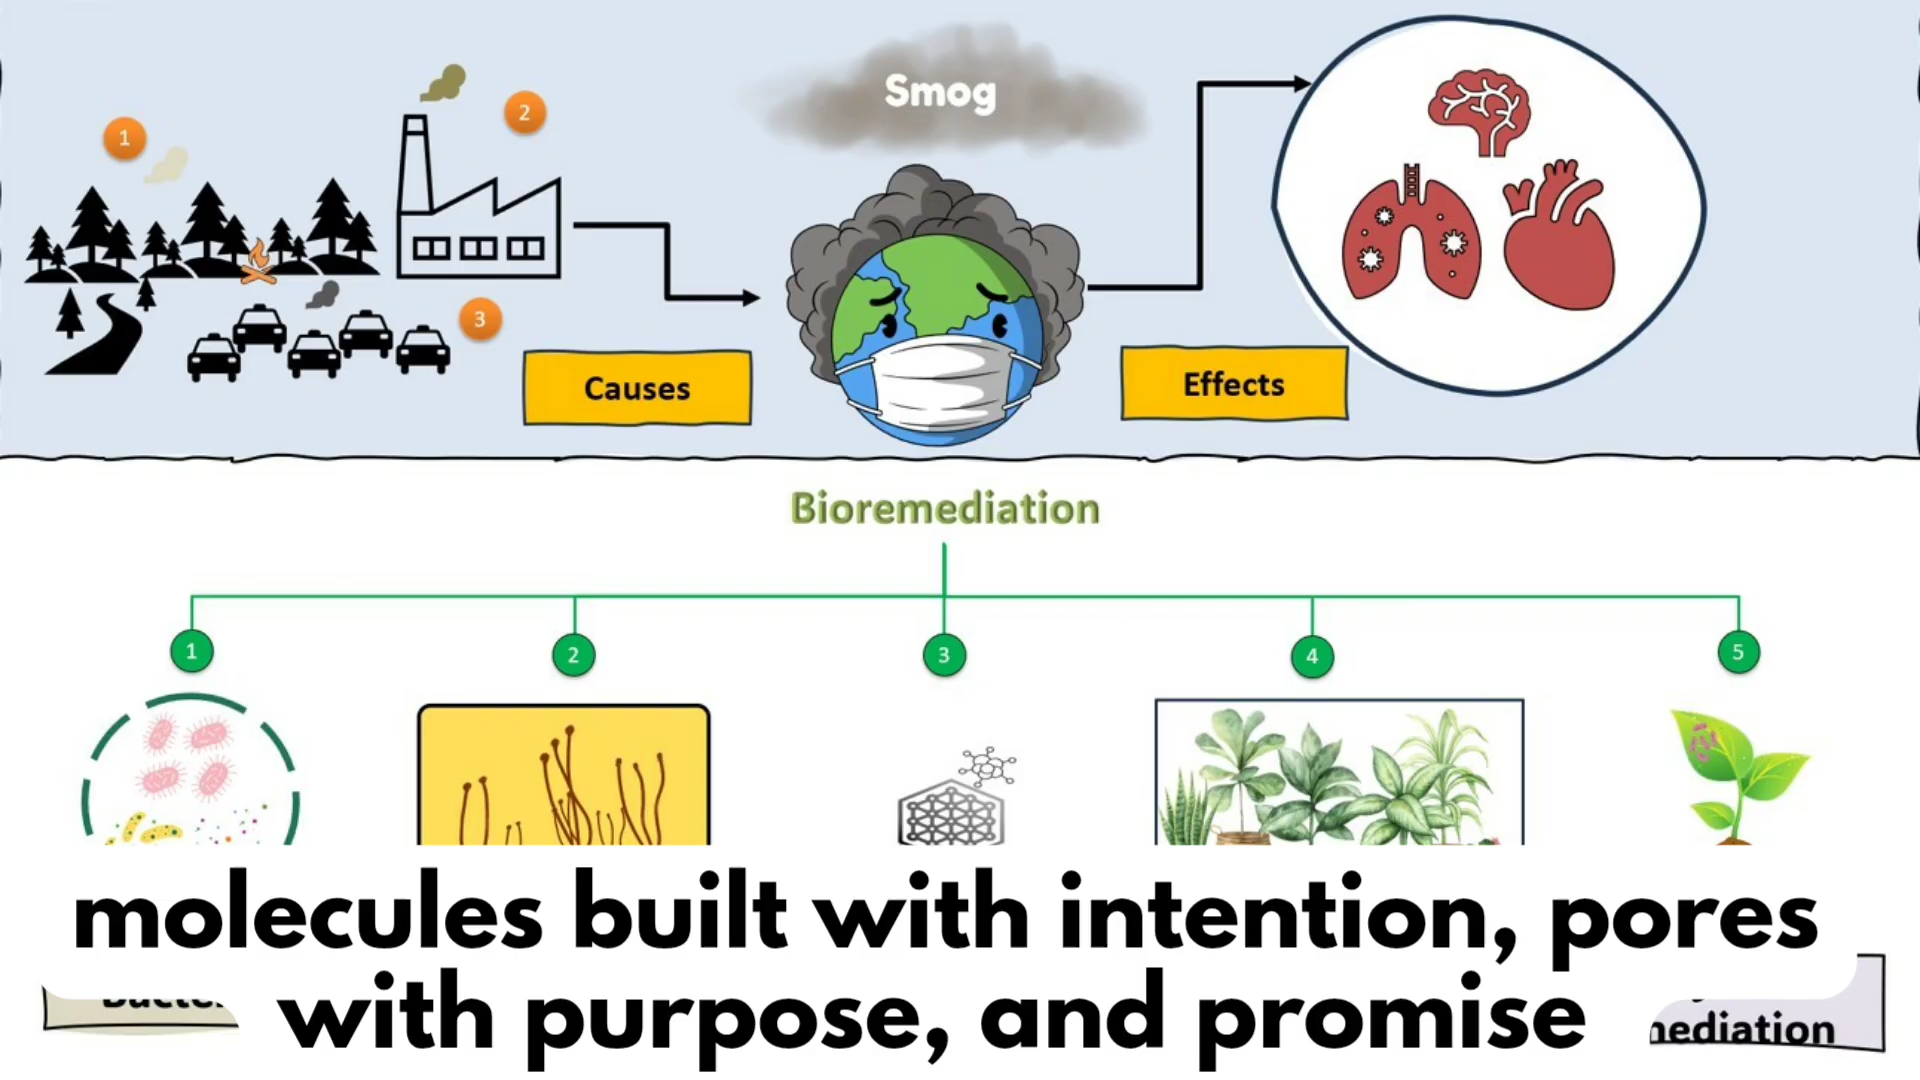 Smog
1
2
3
Causes
Effects
Bioremediation
1
2
3
4
5
molecules built with intention, pores
with purpose, and promise